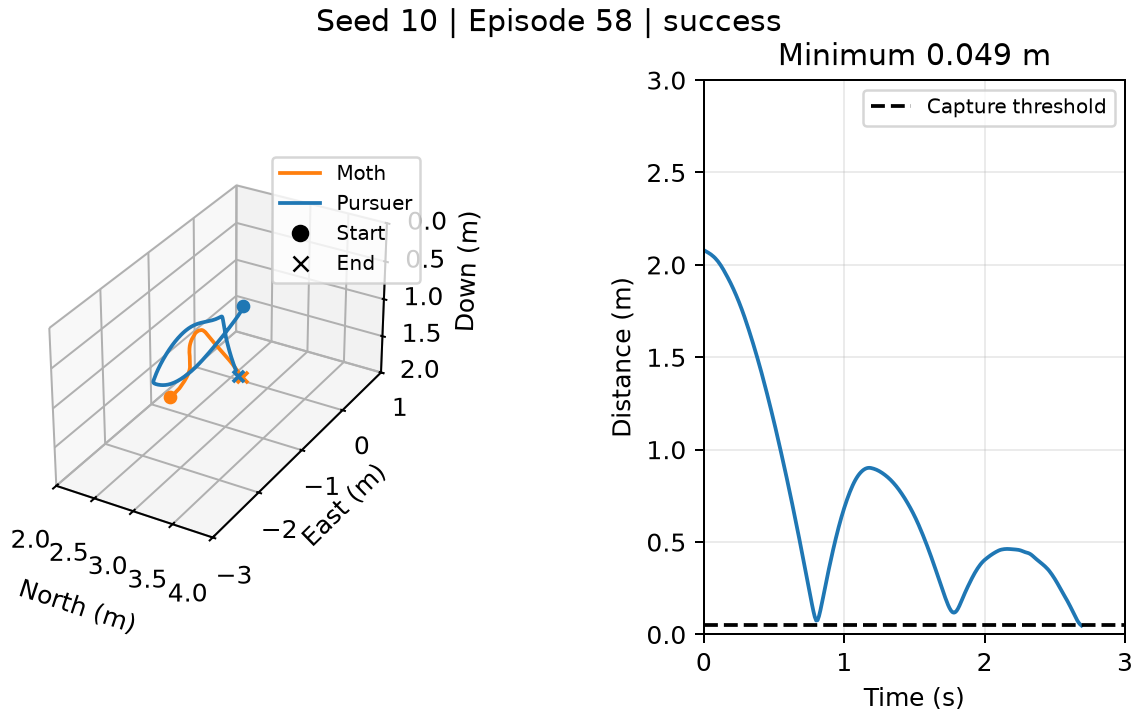 Seed 10 | Episode 58 | success
Moth
Pursuer
Start
End
0.0
0.5
1.0
1.5
2.0
Down (m)
1
0
−1
−2
−3
East (m)
2.0
2.5
3.0
3.5
4.0
North (m)
Minimum 0.049 m
Capture threshold
3.0
2.5
2.0
1.5
1.0
0.5
0.0
Distance (m)
0
1
2
3
Time (s)